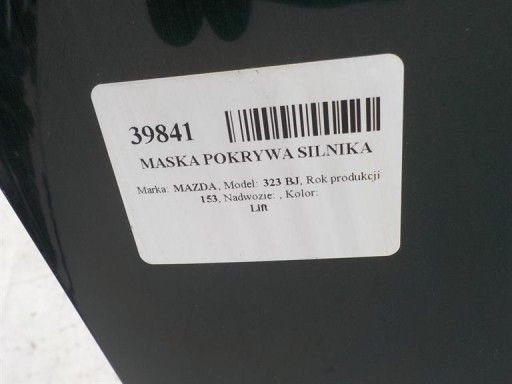 39841
MASKA POKRYWA SILNIKA
Marka: MAZDA, Model: 323 BJ, Rok produkcji
153, Nadwozie: , Kolor:
Lift